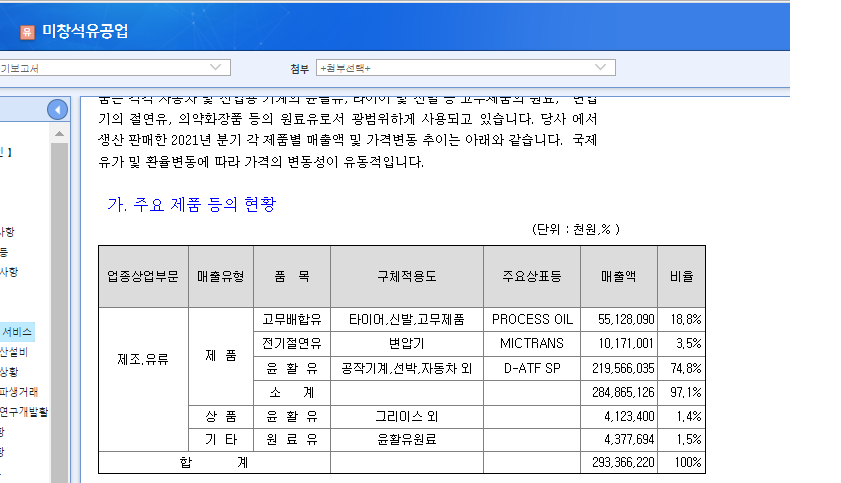 유 미창석유공업
기보고서
첨부 +첨부선택+
품은 각각 자동차 및 산업용 기계의 윤활유, 타이어 및 신발 등 고무제품의 원료, 변압
기의 절연유, 의약화장품 등의 원료유로서 광범위하게 사용되고 있습니다. 당사 에서
생산 판매한 2021년 분기 각 제품별 매출액 및 가격변동 추이는 아래와 같습니다. 국제
유가 및 환율변동에 따라 가격의 변동성이 유동적입니다.
인 】
사항
등
사항
서비스
산설비
상황
파생거래
연구개발활
황
황
가. 주요 제품 등의 현황
(단위 : 천원,% )
업종상업부문 매출유형 품 목 구체적용도 주요상표등 매출액 비율
제조,유류 제 품 고무배합유 타이어,신발,고무제품 PROCESS OIL 55,128,090 18.8%
전기절연유 변압기 MICTRANS 10,171,001 3.5%
윤 활 유 공작기계,선박,자동차 외 D-ATF SP 219,566,035 74.8%
소 계 284,865,126 97.1%
상 품 윤 활 유 그리이스 외 4,123,400 1.4%
기 타 원 료 유 윤활유원료 4,377,694 1.5%
합 계 293,366,220 100%